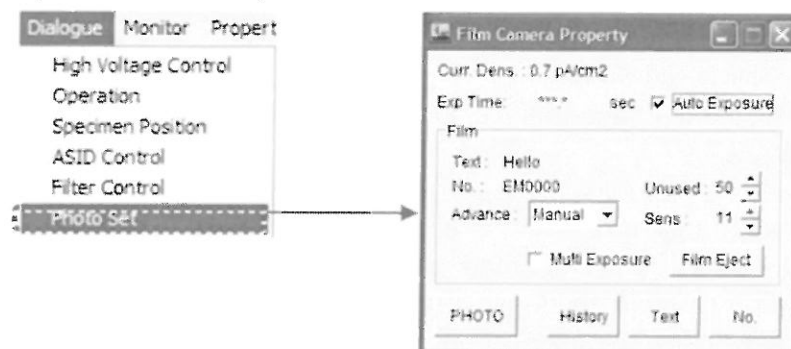 Dialogue Monitor Propert
High Voltage Control
Operation
Specimen Position
ASID Control
Filter Control
Photo Set
Film Camera Property
Curr. Dens. : 0.7 pA/cm2
Exp Time: ***.* sec Auto Exposure
Film
Text : Hello
No. : EM0000 Unused : 50
Advance : Manual Sens : 11
Multi Exposure Film Eject
PHOTO History Text No.